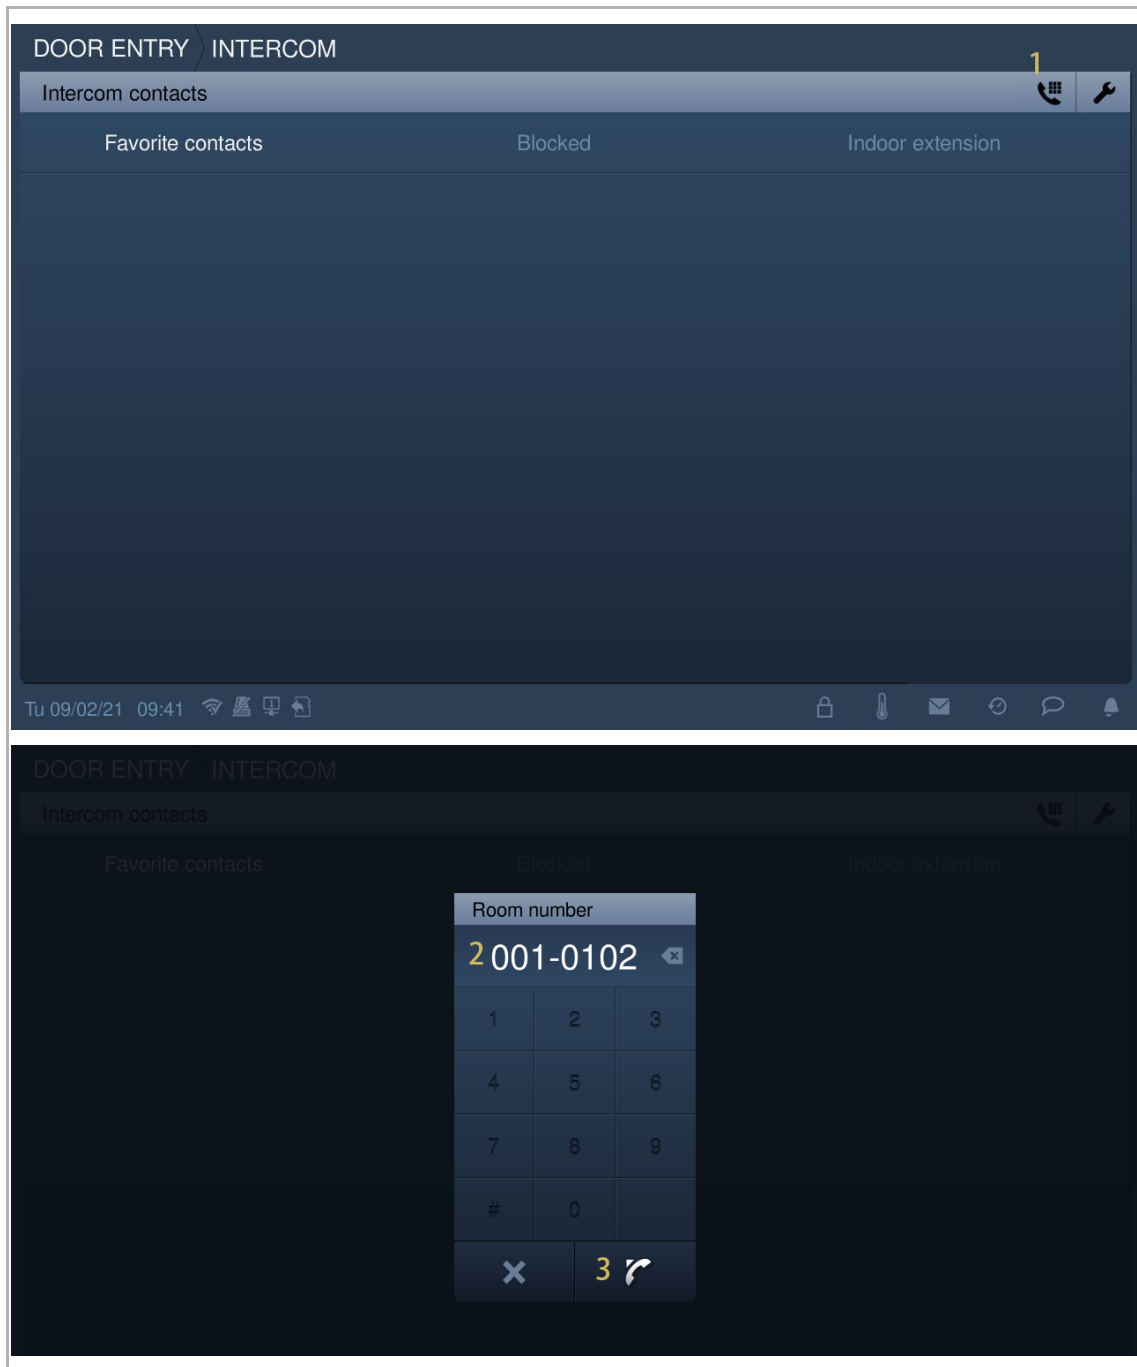 DOOR ENTRY INTERCOM
1
Intercom contacts
Favorite contacts Blocked Indoor extension
Tu 09/02/21 09:41 1
DOOR ENTRY INTERCOM
Intercom contacts
Favorite contacts Blocked Indoor extension
Room number
2 001-0102
1 2 3
4 5 6
7 8 9
# 0
3